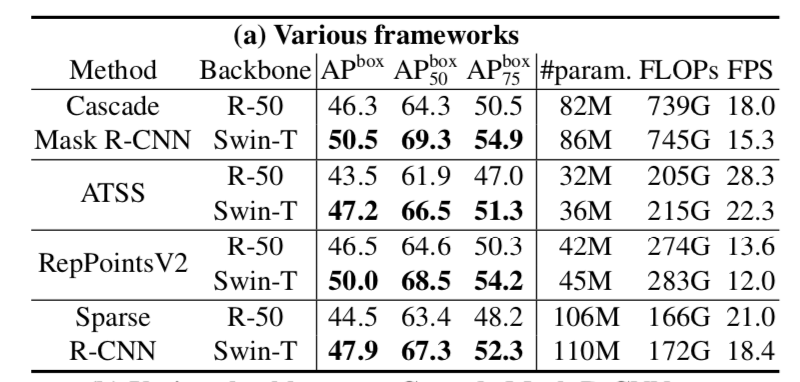 (a) Various frameworks
Method Backbone AP^box AP^box_50 AP^box_75 #param. FLOPs FPS
Cascade R-50 46.3 64.3 50.5 82M 739G 18.0
Mask R-CNN Swin-T 50.5 69.3 54.9 86M 745G 15.3
ATSS R-50 43.5 61.9 47.0 32M 205G 28.3
Swin-T 47.2 66.5 51.3 36M 215G 22.3
RepPointsV2 R-50 46.5 64.6 50.3 42M 274G 13.6
Swin-T 50.0 68.5 54.2 45M 283G 12.0
Sparse R-50 44.5 63.4 48.2 106M 166G 21.0
R-CNN Swin-T 47.9 67.3 52.3 110M 172G 18.4